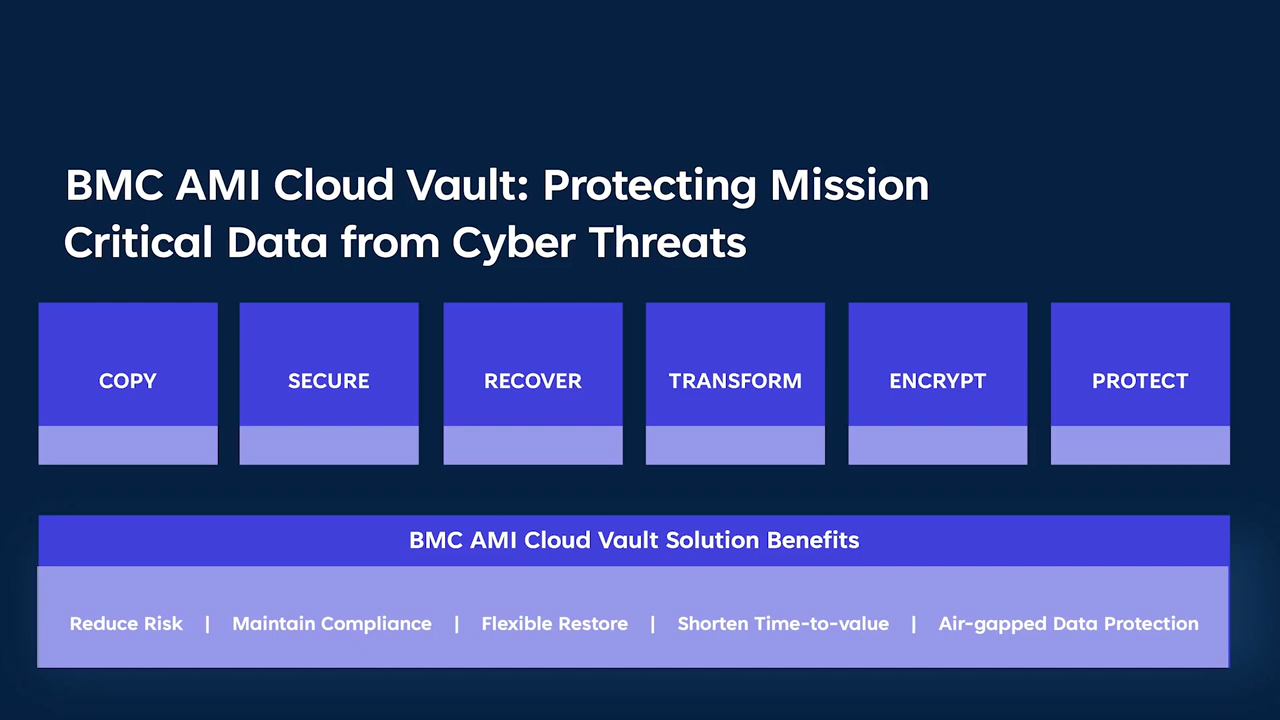 BMC AMI Cloud Vault: Protecting Mission
Critical Data from Cyber Threats
COPY
SECURE
RECOVER
TRANSFORM
ENCRYPT
PROTECT
BMC AMI Cloud Vault Solution Benefits
Reduce Risk | Maintain Compliance | Flexible Restore | Shorten Time-to-value | Air-gapped Data Protection